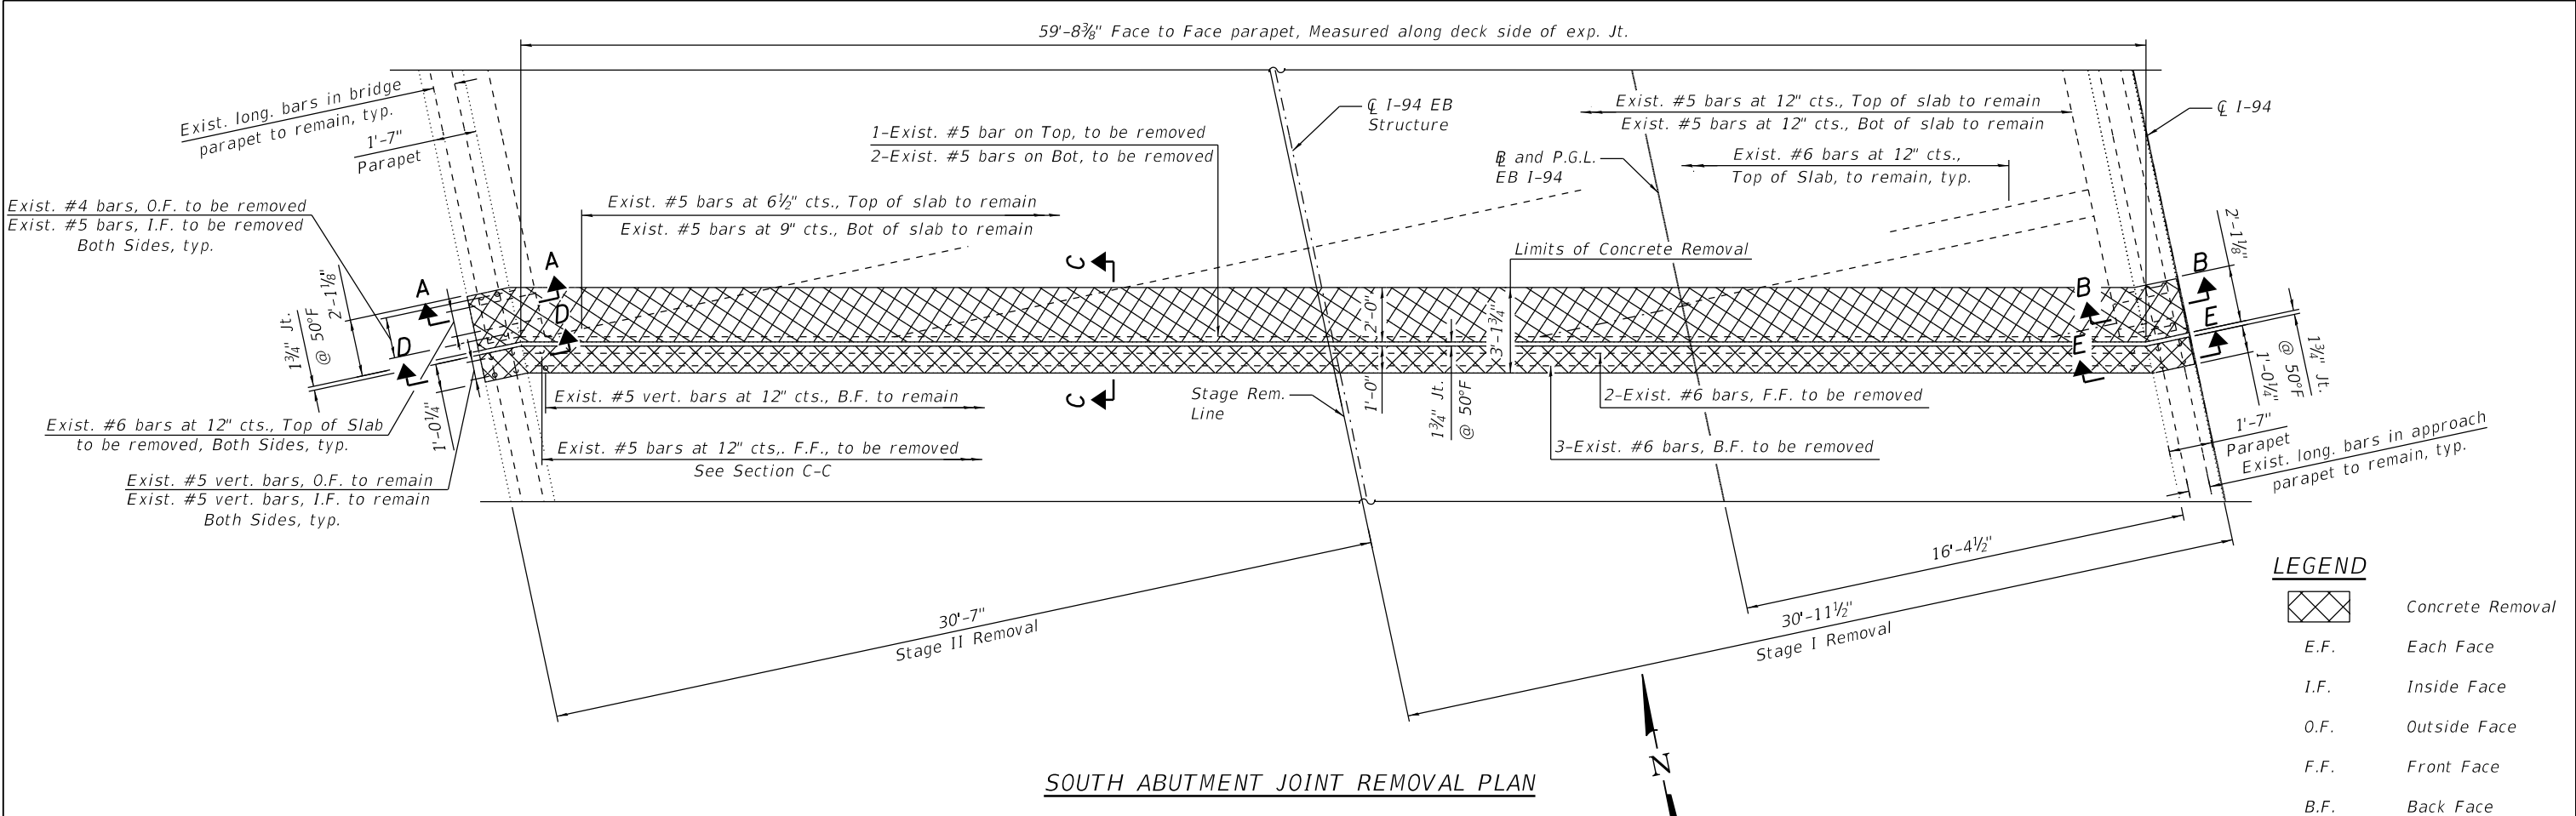 59'-8⅜" Face to Face parapet, Measured along deck side of exp. Jt.
Exist. long. bars in bridge
parapet to remain, typ.
1'-7"
Parapet
℄ I-94 EB
Structure
Exist. #5 bars at 12" cts., Top of slab to remain
Exist. #5 bars at 12" cts., Bot of slab to remain
℄ I-94
1-Exist. #5 bar on Top, to be removed
2-Exist. #5 bars on Bot, to be removed
B and P.G.L.
EB I-94
Exist. #6 bars at 12" cts.,
Top of Slab, to remain, typ.
Exist. #4 bars, O.F. to be removed
Exist. #5 bars, I.F. to be removed
Both Sides, typ.
Exist. #5 bars at 6½" cts., Top of slab to remain
Exist. #5 bars at 9" cts., Bot of slab to remain
Limits of Concrete Removal
2'-1⅛"
A
A
C
B
B
2'-1⅛"
1¾" Jt.
@ 50°F
D
D
2'-0"
3'-1¾"
E
E
1¾" Jt.
@ 50°F
1'-0¼"
1'-0¼"
1'-0"
1¾" Jt.
@ 50°F
C
Exist. #5 vert. bars at 12" cts., B.F. to remain
Stage Rem.
Line
2-Exist. #6 bars, F.F. to be removed
Exist. #6 bars at 12" cts., Top of Slab
to be removed, Both Sides, typ.
Exist. #5 bars at 12" cts,. F.F., to be removed
See Section C-C
3-Exist. #6 bars, B.F. to be removed
1'-7"
Parapet
Exist. long. bars in approach
parapet to remain, typ.
Exist. #5 vert. bars, O.F. to remain
Exist. #5 vert. bars, I.F. to remain
Both Sides, typ.
16'-4½"
30'-7"
Stage II Removal
30'-11½"
Stage I Removal
N
SOUTH ABUTMENT JOINT REMOVAL PLAN
LEGEND
Concrete Removal
E.F. Each Face
I.F. Inside Face
O.F. Outside Face
F.F. Front Face
B.F. Back Face